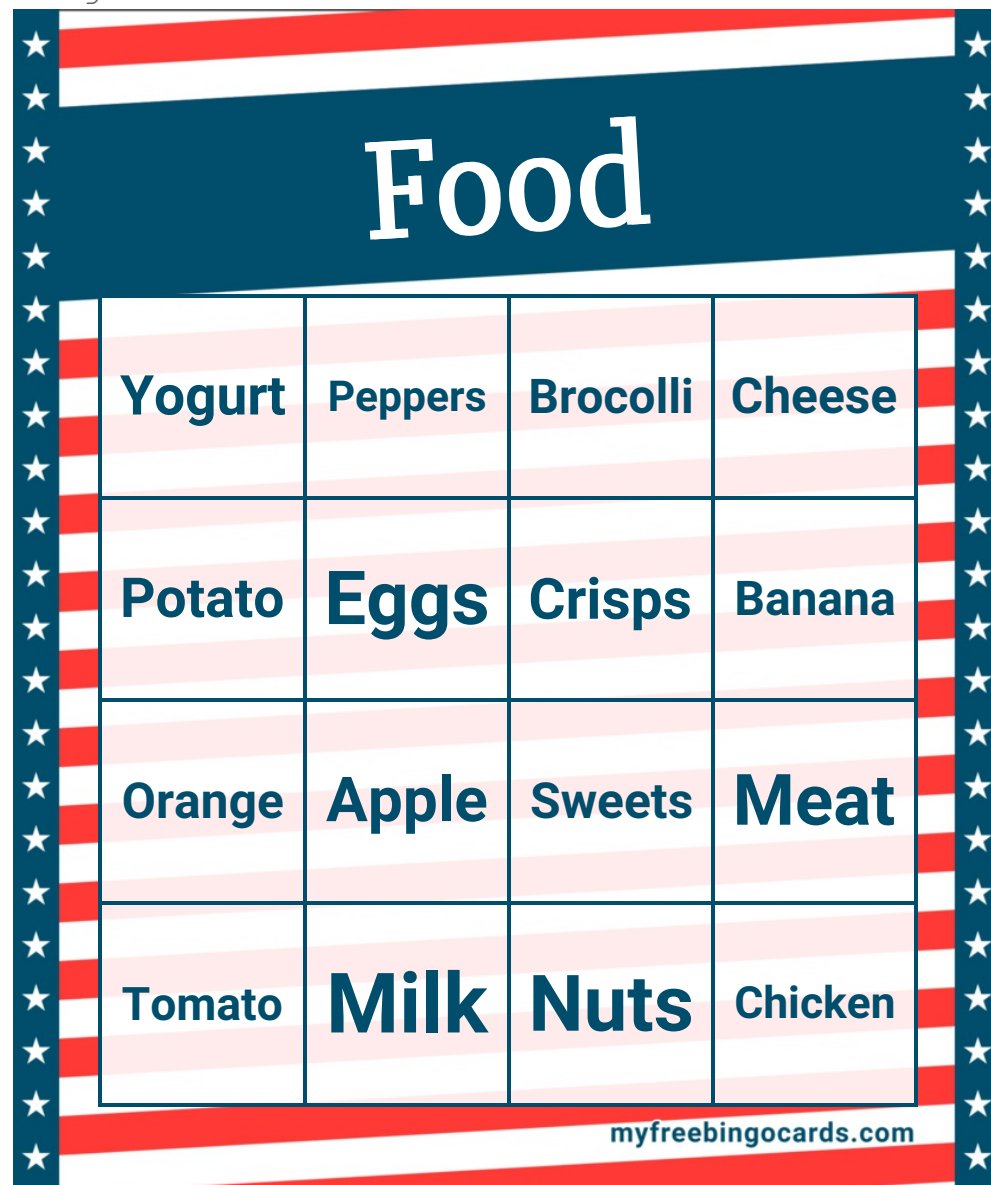 Food
Yogurt Peppers Brocolli Cheese
Potato Eggs Crisps Banana
Orange Apple Sweets Meat
Tomato Milk Nuts Chicken
myfreebingocards.com